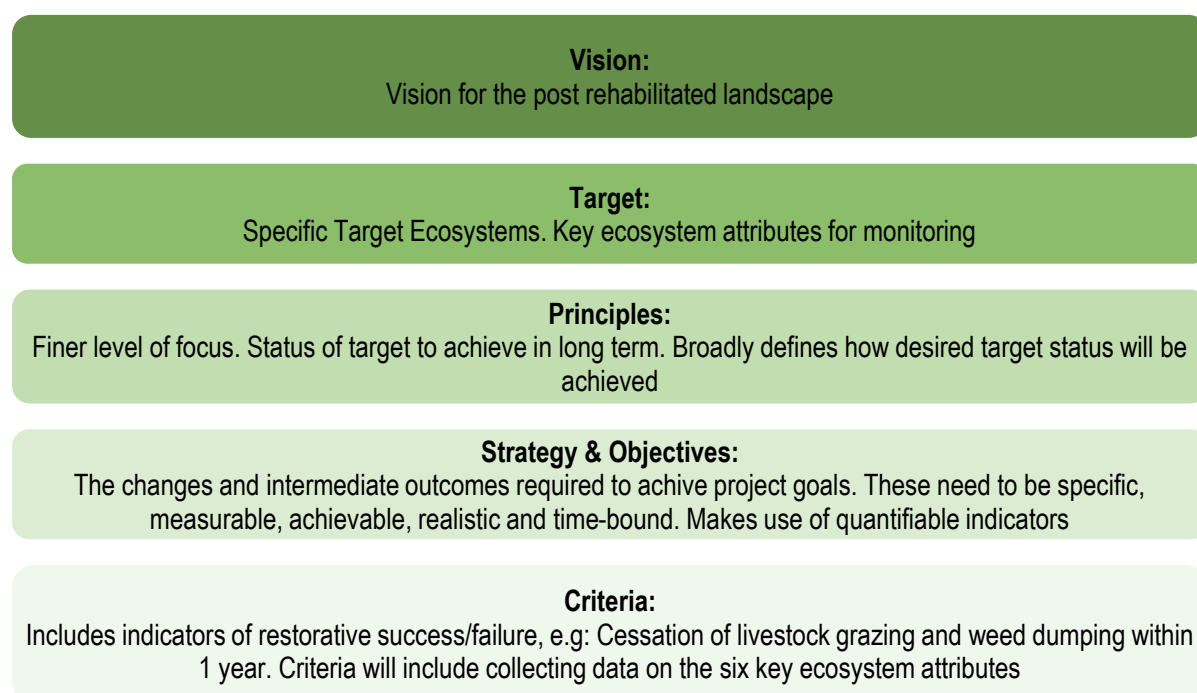 Vision:
Vision for the post rehabilitated landscape
Target:
Specific Target Ecosystems. Key ecosystem attributes for monitoring
Principles:
Finer level of focus. Status of target to achieve in long term. Broadly defines how desired target status will be
achieved
Strategy & Objectives:
The changes and intermediate outcomes required to achive project goals. These need to be specific,
measurable, achievable, realistic and time-bound. Makes use of quantifiable indicators
Criteria:
Includes indicators of restorative success/failure, e.g: Cessation of livestock grazing and weed dumping within
1 year. Criteria will include collecting data on the six key ecosystem attributes